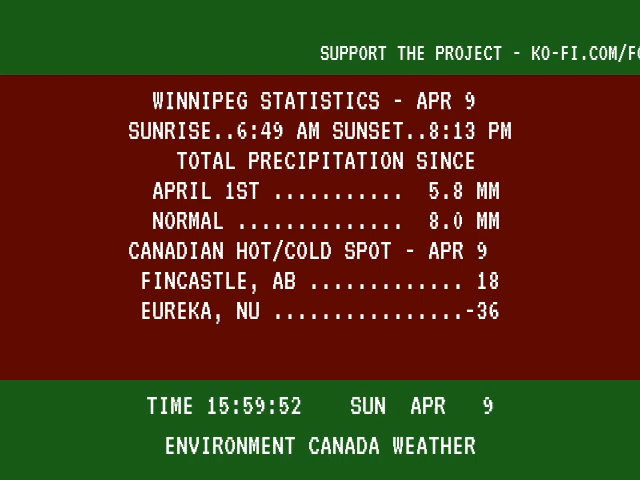 SUPPORT THE PROJECT - KO-FI.COM/F
WINNIPEG STATISTICS - APR 9
SUNRISE..6:49 AM SUNSET..8:13 PM
TOTAL PRECIPITATION SINCE
APRIL 1ST ........... 5.8 MM
NORMAL .............. 8.0 MM
CANADIAN HOT/COLD SPOT - APR 9
FINCASTLE, AB ............. 18
EUREKA, NU ................-36
TIME 15:59:52 SUN APR 9
ENVIRONMENT CANADA WEATHER